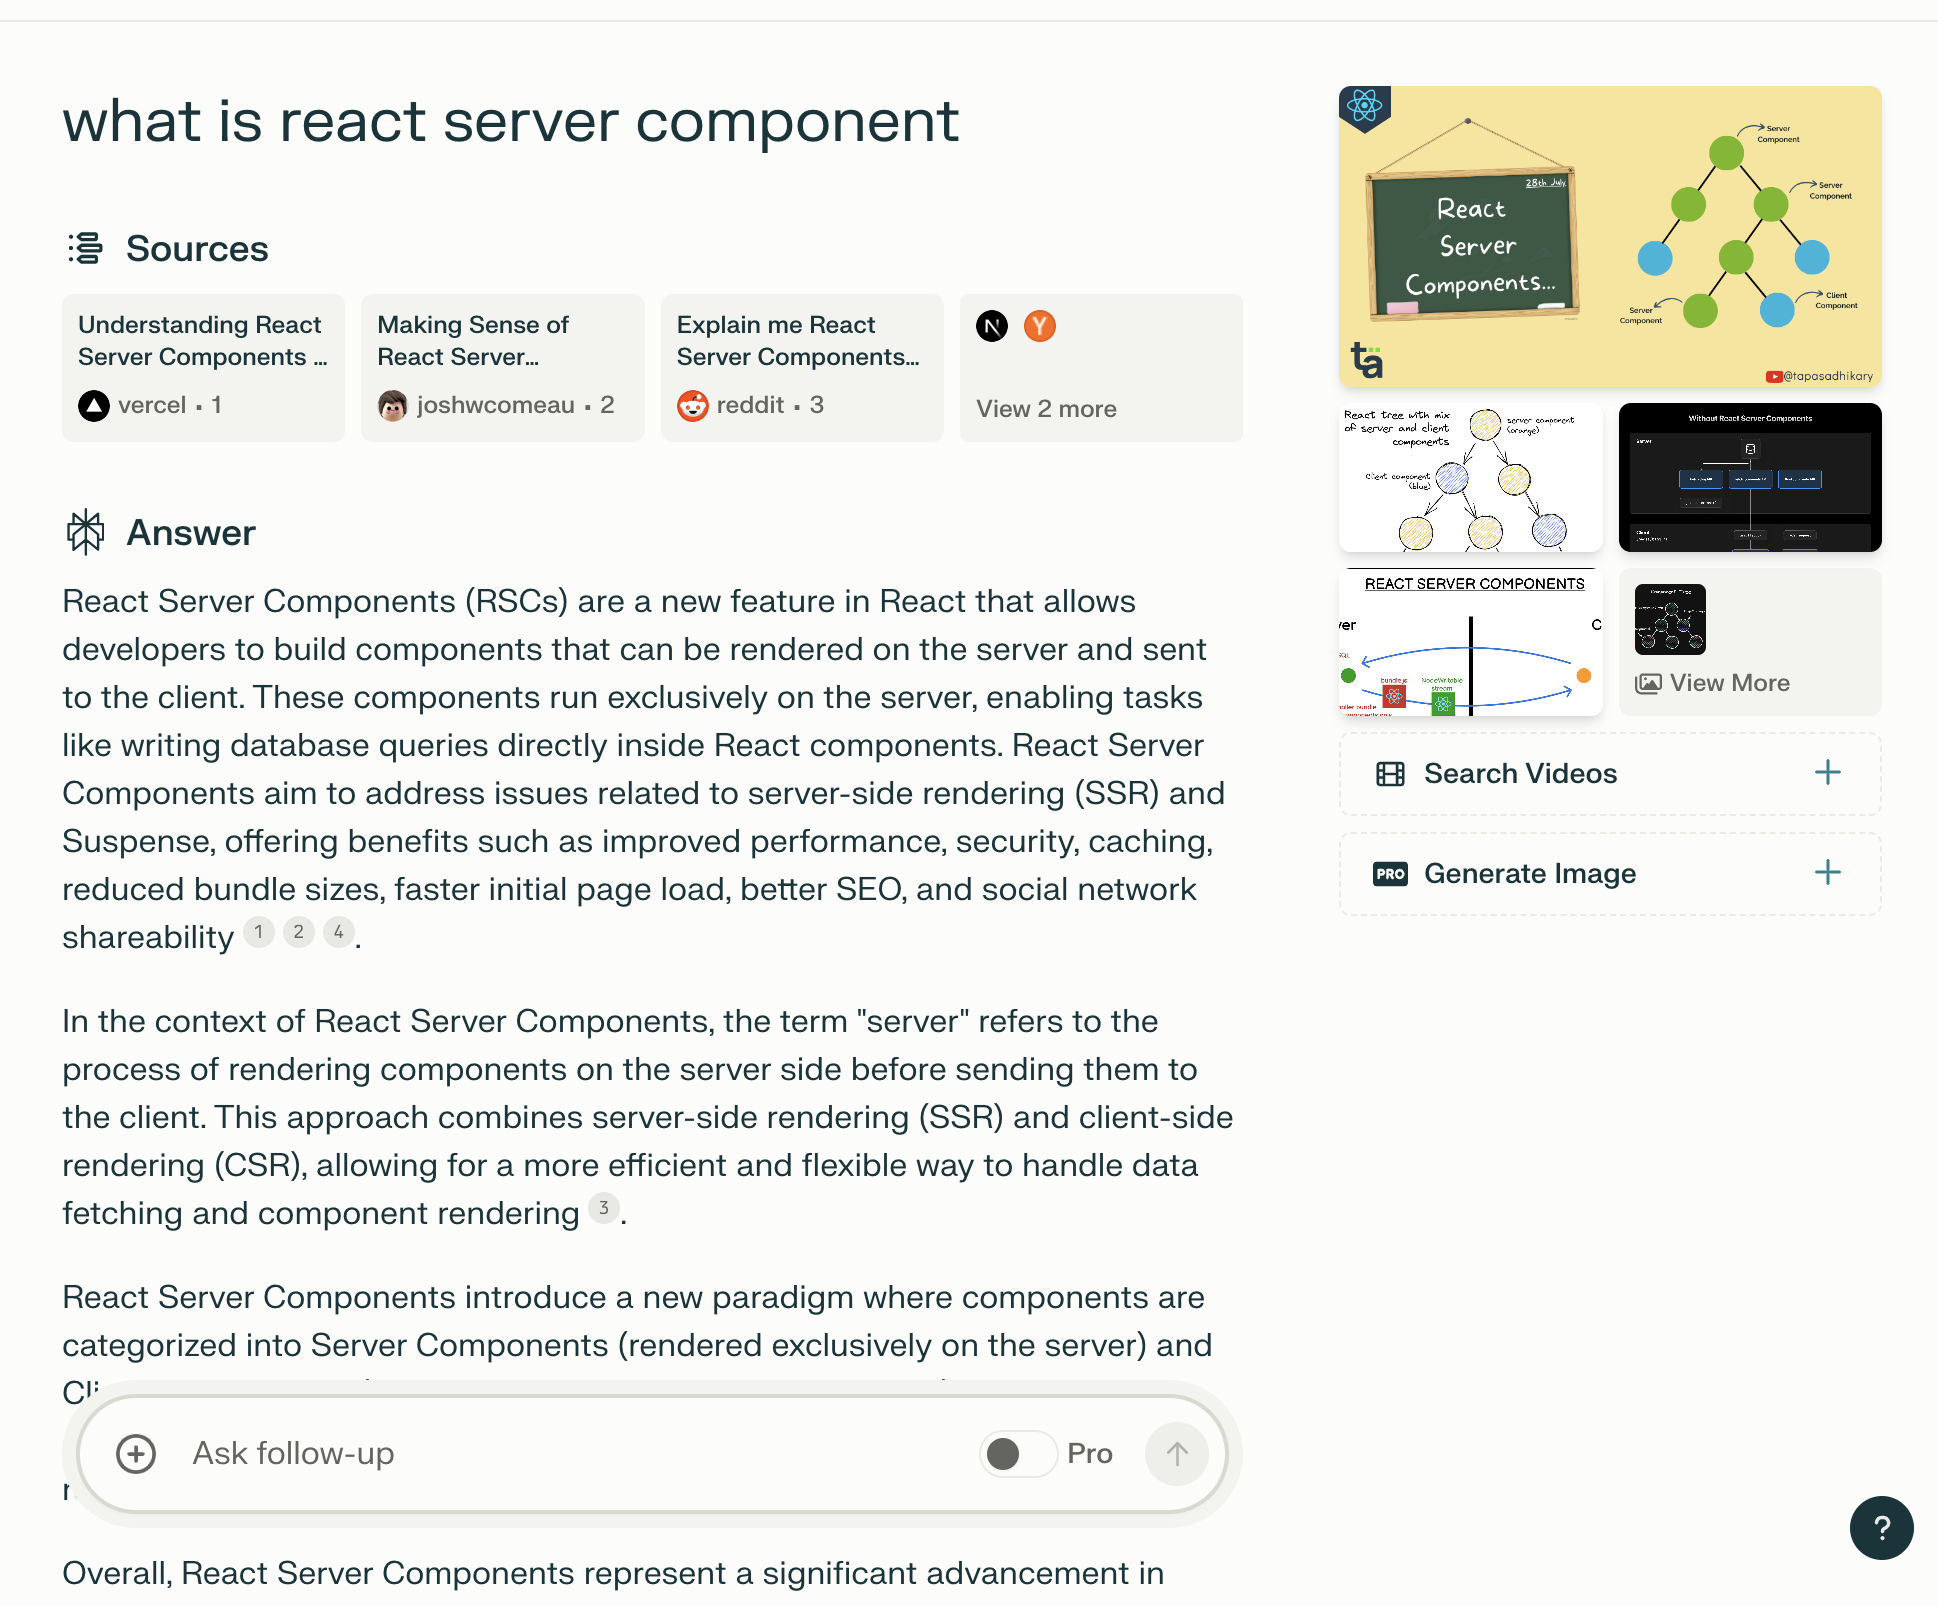 what is react server component
Sources
Understanding React
Server Components ...
vercel · 1
Making Sense of
React Server...
joshwcomeau · 2
Explain me React
Server Components...
reddit · 3
N
Y
View 2 more
Answer
React Server Components (RSCs) are a new feature in React that allows
developers to build components that can be rendered on the server and sent
to the client. These components run exclusively on the server, enabling tasks
like writing database queries directly inside React components. React Server
Components aim to address issues related to server-side rendering (SSR) and
Suspense, offering benefits such as improved performance, security, caching,
reduced bundle sizes, faster initial page load, better SEO, and social network
shareability 1 2 4 .
In the context of React Server Components, the term "server" refers to the
process of rendering components on the server side before sending them to
the client. This approach combines server-side rendering (SSR) and client-side
rendering (CSR), allowing for a more efficient and flexible way to handle data
fetching and component rendering 3 .
React Server Components introduce a new paradigm where components are
categorized into Server Components (rendered exclusively on the server) and
Ask follow-up
Pro
Overall, React Server Components represent a significant advancement in
28th July
React
Server
Components...
Server
Component
Server
Component
Server
Component
Client
Component
tä
@tapasadhikary
React tree with mix
of server and client
components
server component
(orange)
client component
(blue)
Without React Server Components
Server
Client
REACT SERVER COMPONENTS
ver
C
SQL
bundle.js
NodeWritable
stream
View More
Search Videos
PRO Generate Image
?